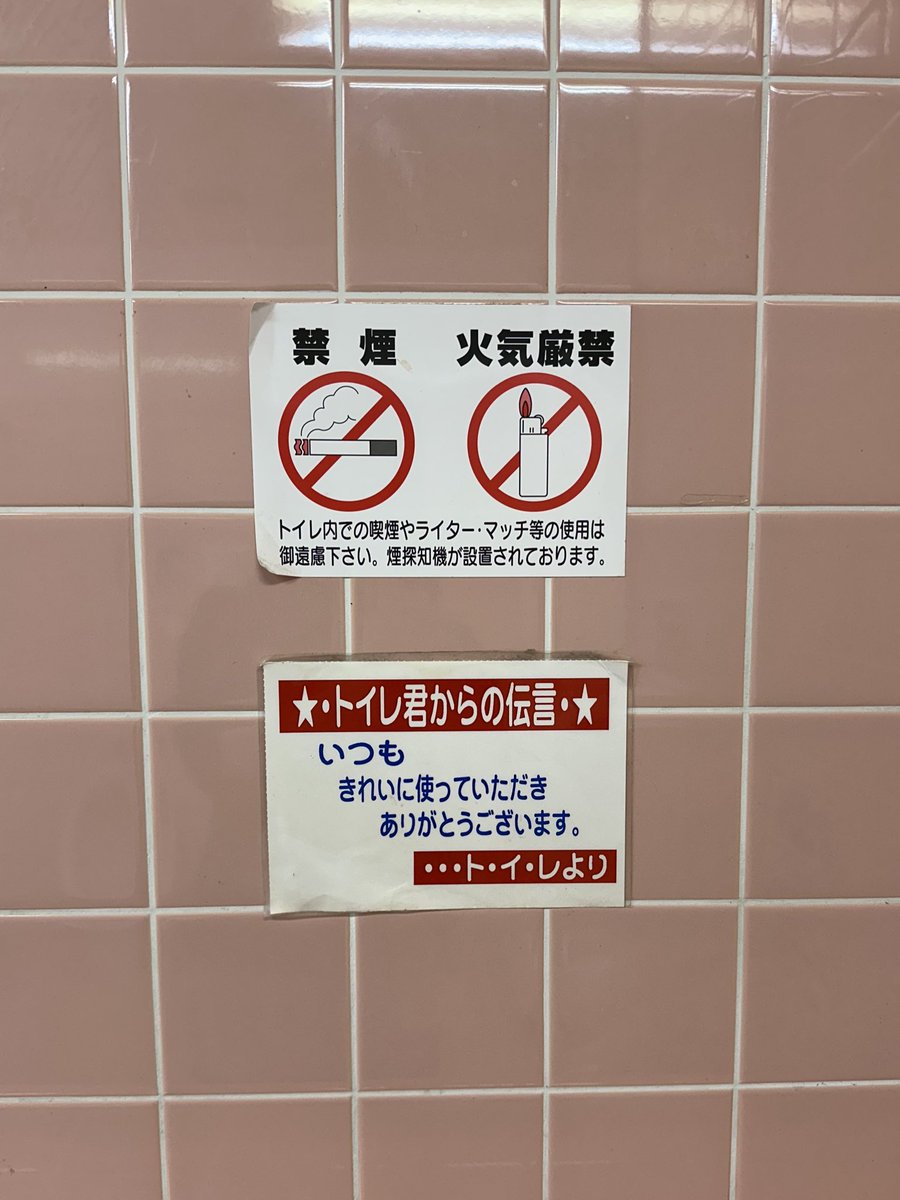 禁煙 火気厳禁
トイレ内での喫煙やライター・マッチ等の使用は
御遠慮下さい。煙探知機が設置されております。
★・トイレ君からの伝言・★
いつも
きれいに使っていただき
ありがとうございます。
・・・ト・イ・レより